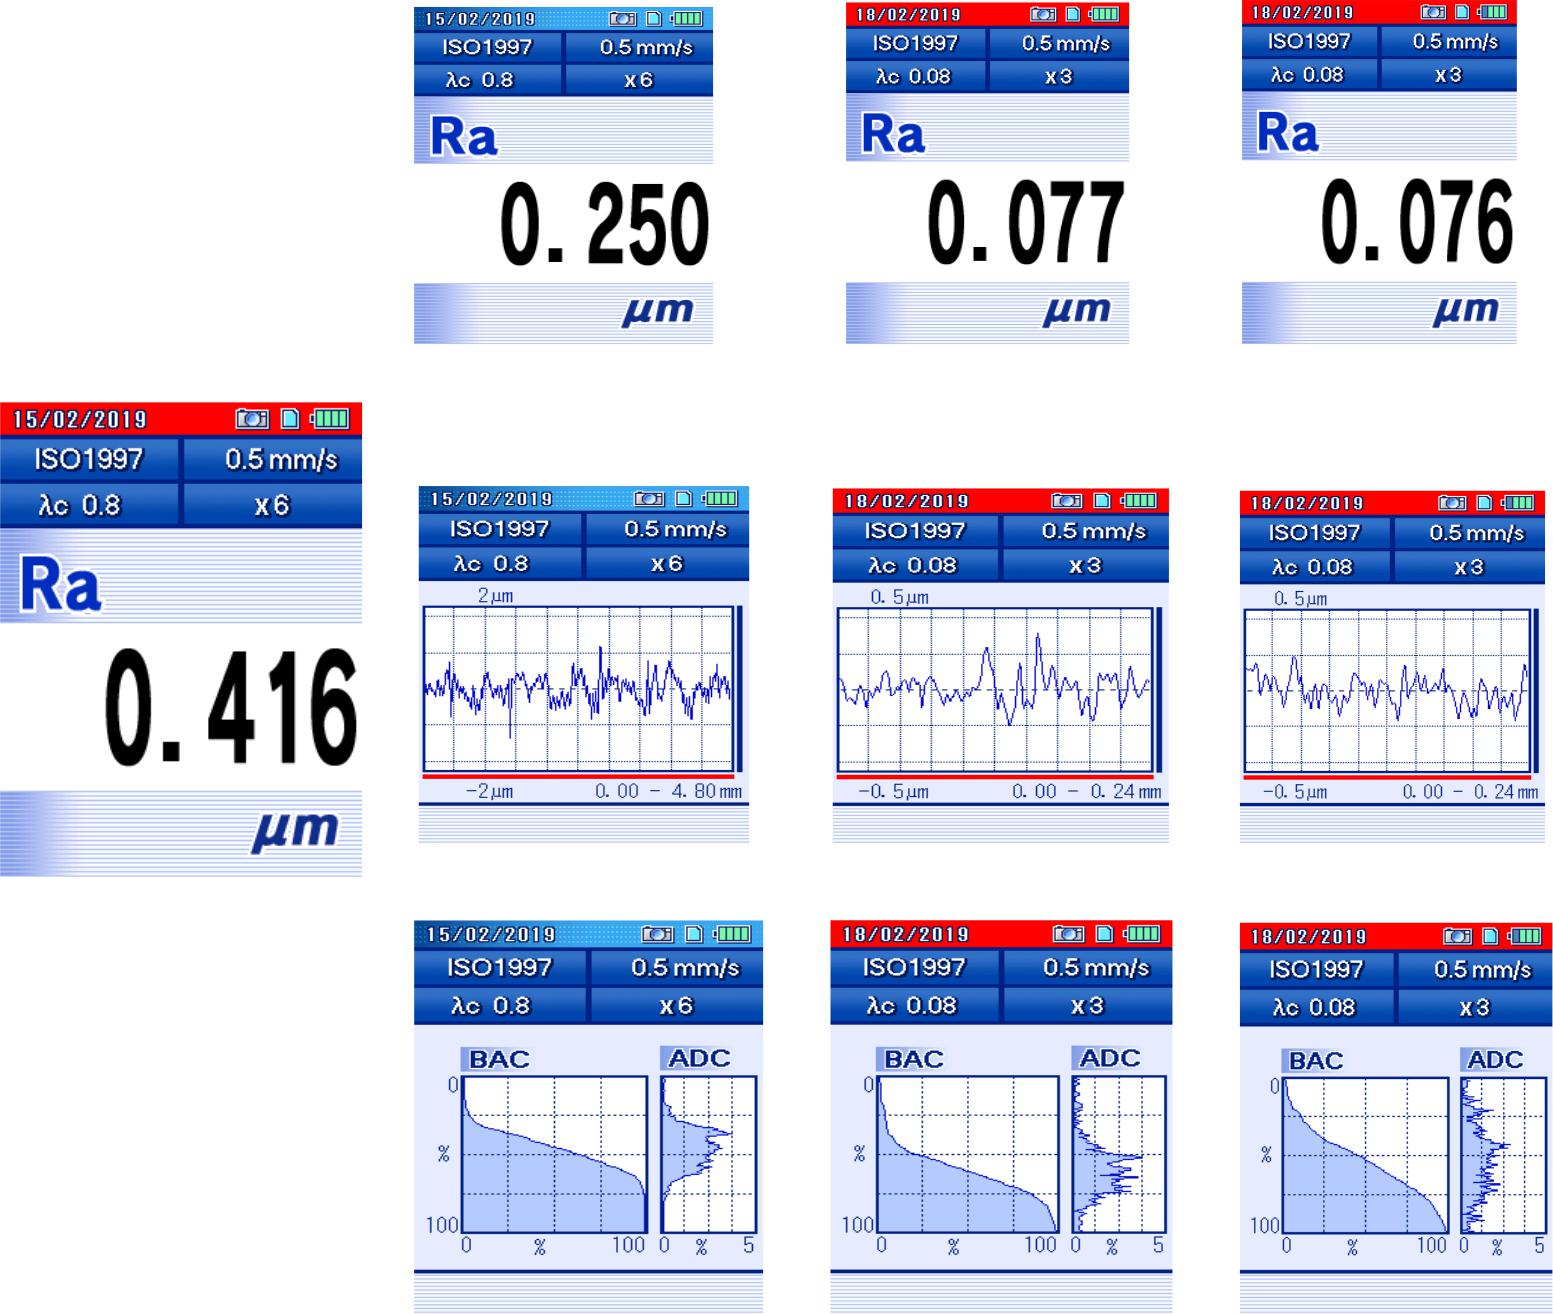 15/02/2019
ISO1997 0.5 mm/s
λc 0.8 x6
Ra
0.250
µm
18/02/2019
ISO1997 0.5 mm/s
λc 0.08 x3
Ra
0.077
µm
18/02/2019
ISO1997 0.5 mm/s
λc 0.08 x3
Ra
0.076
µm
15/02/2019
ISO1997 0.5 mm/s
λc 0.8 x6
Ra
0.416
µm
15/02/2019
ISO1997 0.5 mm/s
λc 0.8 x6
2µm
-2µm 0.00 - 4.80mm
18/02/2019
ISO1997 0.5 mm/s
λc 0.08 x3
0.5µm
-0.5µm 0.00 - 0.24mm
18/02/2019
ISO1997 0.5 mm/s
λc 0.08 x3
0.5µm
-0.5µm 0.00 - 0.24mm
15/02/2019
ISO1997 0.5 mm/s
λc 0.8 x6
BAC ADC
0
%
100
0 % 100 0 % 5
18/02/2019
ISO1997 0.5 mm/s
λc 0.08 x3
BAC ADC
0
%
100
0 % 100 0 % 5
18/02/2019
ISO1997 0.5 mm/s
λc 0.08 x3
BAC ADC
0
%
100
0 % 100 0 % 5